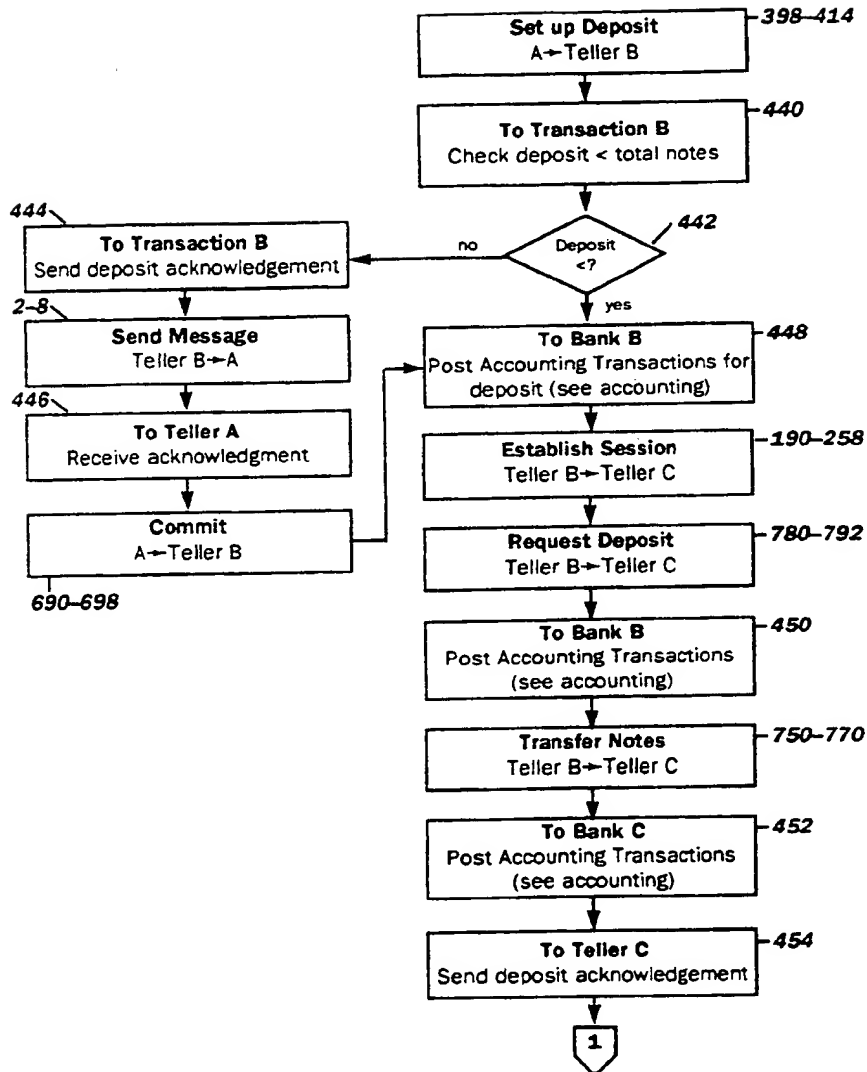 398-414
Set up Deposit
A→Teller B
440
To Transaction B
Check deposit < total notes
442
Deposit
<?
no
yes
444
To Transaction B
Send deposit acknowledgement
2-8
Send Message
Teller B→A
446
To Teller A
Receive acknowledgment
Commit
A→Teller B
690-698
448
To Bank B
Post Accounting Transactions for
deposit (see accounting)
190-258
Establish Session
Teller B→Teller C
780-792
Request Deposit
Teller B→Teller C
450
To Bank B
Post Accounting Transactions
(see accounting)
750-770
Transfer Notes
Teller B→Teller C
452
To Bank C
Post Accounting Transactions
(see accounting)
454
To Teller C
Send deposit acknowledgement
1